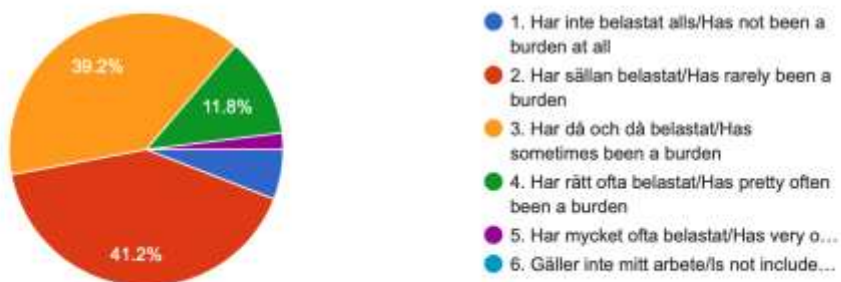 39.2%
11.8%
41.2%
1. Har inte belastat alls/Has not been a
burden at all
2. Har sällan belastat/Has rarely been a
burden
3. Har då och då belastat/Has
sometimes been a burden
4. Har rätt ofta belastat/Has pretty often
been a burden
5. Har mycket ofta belastat/Has very o...
6. Gäller inte mitt arbete/Is not include...